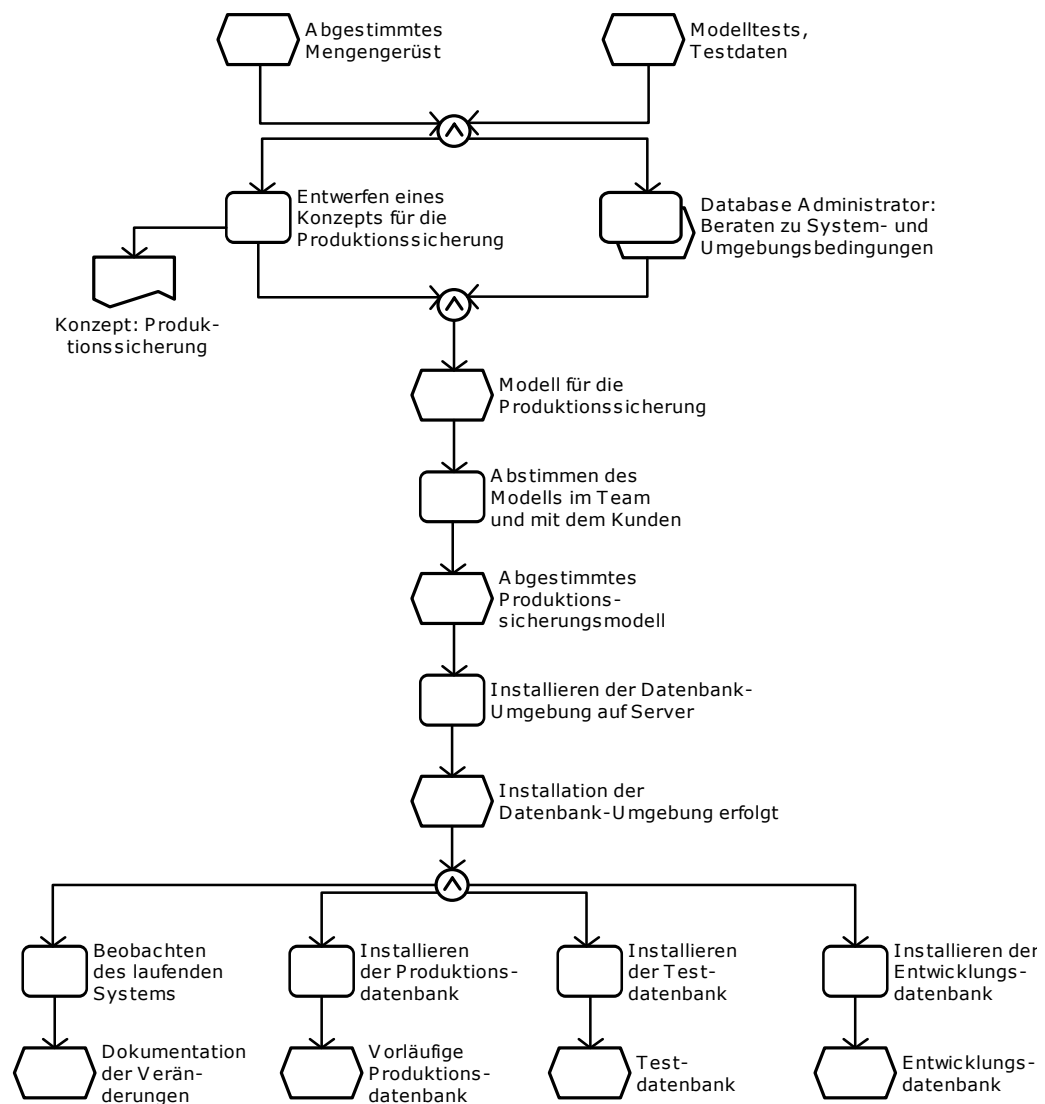 Abgestimmtes
Mengengerüst
Modelltests,
Testdaten
Entwerfen eines
Konzepts für die
Produktionssicherung
Database Administrator:
Beraten zu System- und
Umgebungsbedingungen
Konzept: Produk-
tionssicherung
Modell für die
Produktionssicherung
Abstimmen des
Modells im Team
und mit dem Kunden
Abgestimmtes
Produktions-
sicherungsmodell
Installieren der Datenbank-
Umgebung auf Server
Installation der
Datenbank-Umgebung erfolgt
Beobachten
des laufenden
Systems
Installieren
der Produktions-
datenbank
Installieren
der Test-
datenbank
Installieren der
Entwicklungs-
datenbank
Dokumentation
der Verän-
derungen
Vorläufige
Produktions-
datenbank
Test-
datenbank
Entwicklungs-
datenbank